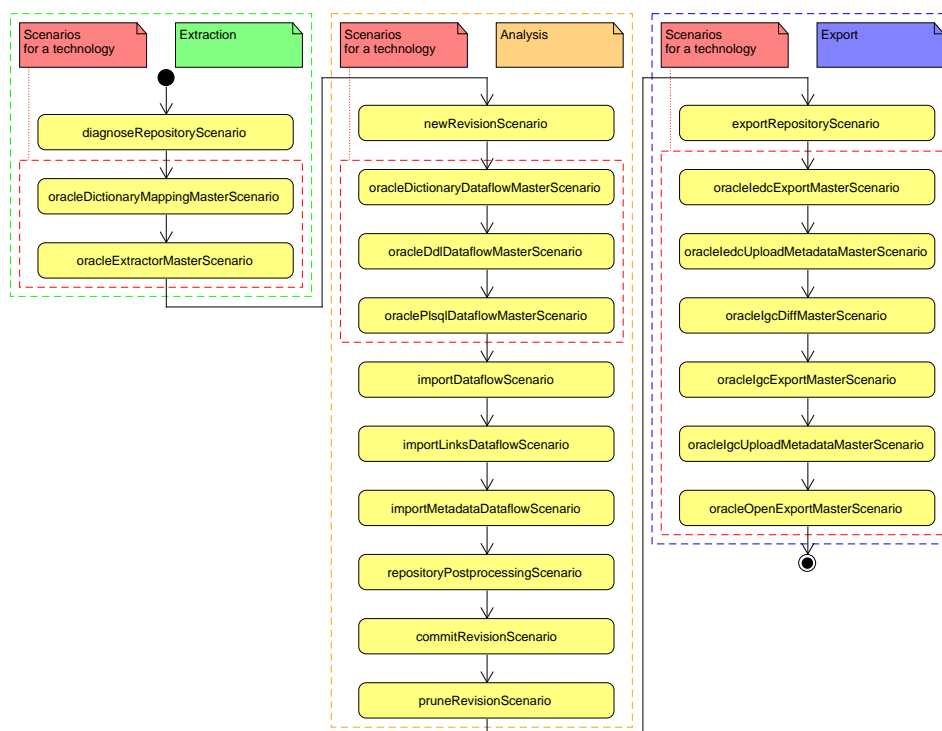 Scenarios
for a technology
Extraction
diagnoseRepositoryScenario
oracleDictionaryMappingMasterScenario
oracleExtractorMasterScenario
Scenarios
for a technology
Analysis
newRevisionScenario
oracleDictionaryDataflowMasterScenario
oracleDdlDataflowMasterScenario
oraclePlsqlDataflowMasterScenario
importDataflowScenario
importLinksDataflowScenario
importMetadataDataflowScenario
repositoryPostprocessingScenario
commitRevisionScenario
pruneRevisionScenario
Scenarios
for a technology
Export
exportRepositoryScenario
oracleIedcExportMasterScenario
oracleIedcUploadMetadataMasterScenario
oracleIgcDiffMasterScenario
oracleIgcExportMasterScenario
oracleIgcUploadMetadataMasterScenario
oracleOpenExportMasterScenario